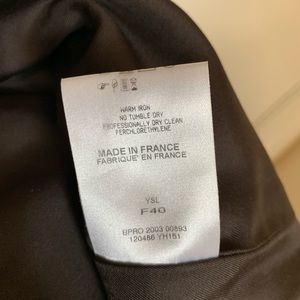 WARM IRON
NO TUMBLE DRY
PROFESSIONALLY DRY CLEAN
PERCHLORETHYLENE
MADE IN FRANCE
FABRIQUE' EN FRANCE
YSL
F40
BPRO 2003 00893
120486 YH151